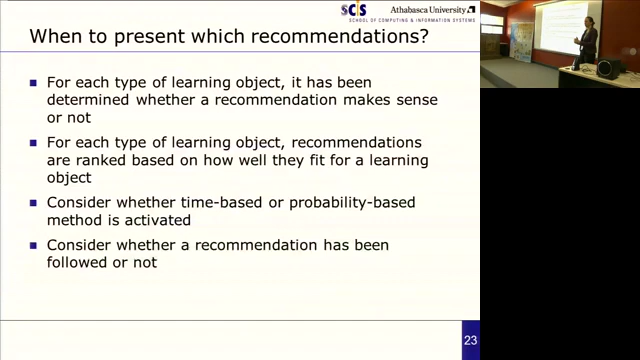 SCIS
SCHOOL OF COMPUTING & INFORMATION SYSTEMS
Athabasca University
When to present which recommendations?
For each type of learning object, it has been
determined whether a recommendation makes sense
or not
For each type of learning object, recommendations
are ranked based on how well they fit for a learning
object
Consider whether time-based or probability-based
method is activated
Consider whether a recommendation has been
followed or not
23